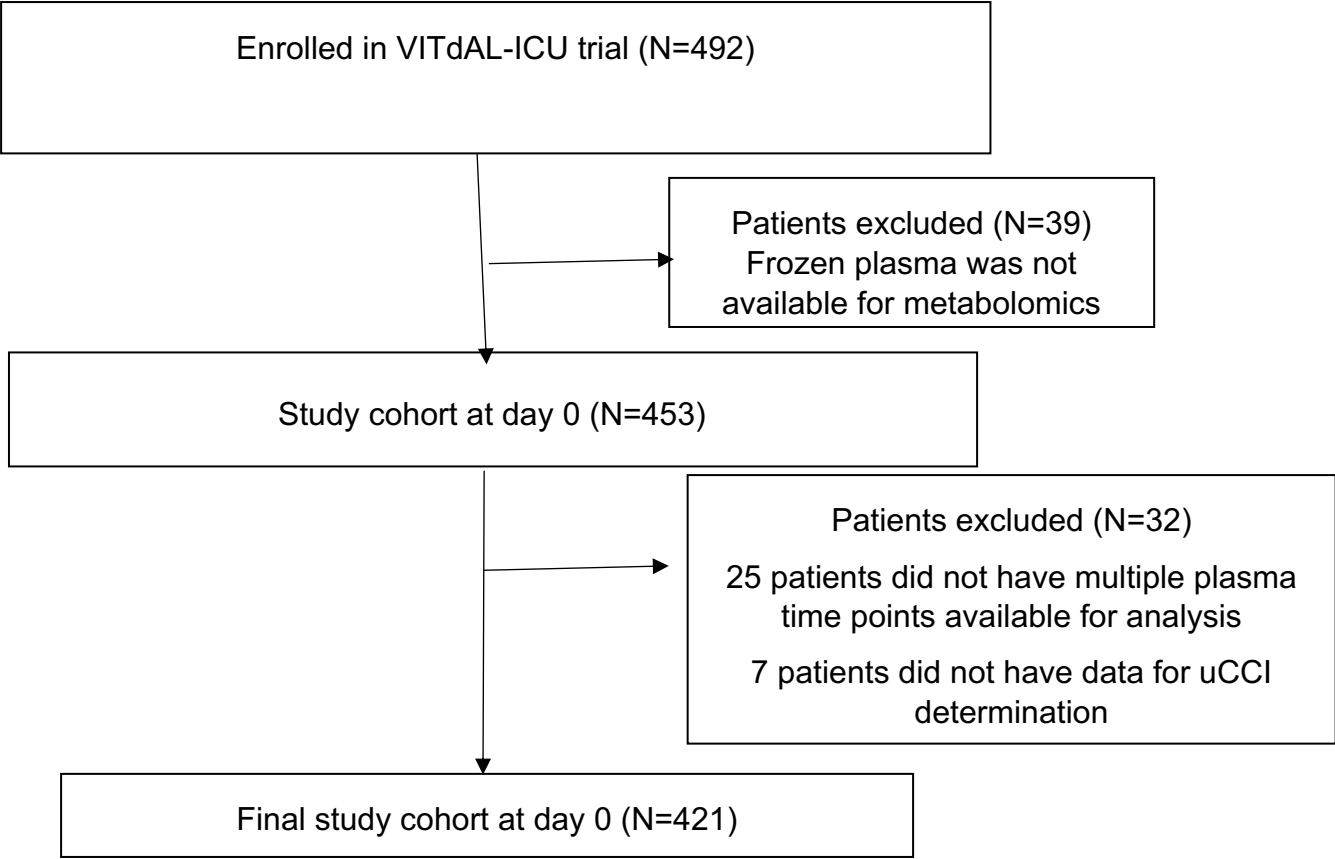 Enrolled in VITdAL-ICU trial (N=492)
Patients excluded (N=39)
Frozen plasma was not
available for metabolomics
Study cohort at day 0 (N=453)
Patients excluded (N=32)
25 patients did not have multiple plasma
time points available for analysis
7 patients did not have data for uCCI
determination
Final study cohort at day 0 (N=421)